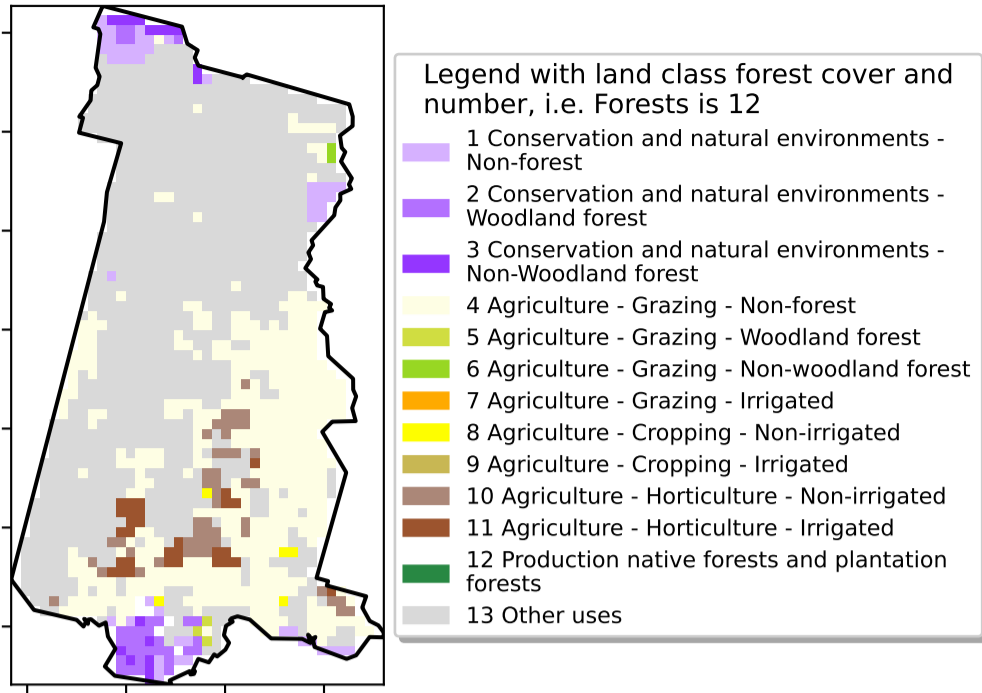 Legend with land class forest cover and
number, i.e. Forests is 12
1 Conservation and natural environments -
Non-forest
2 Conservation and natural environments -
Woodland forest
3 Conservation and natural environments -
Non-Woodland forest
4 Agriculture - Grazing - Non-forest
5 Agriculture - Grazing - Woodland forest
6 Agriculture - Grazing - Non-woodland forest
7 Agriculture - Grazing - Irrigated
8 Agriculture - Cropping - Non-irrigated
9 Agriculture - Cropping - Irrigated
10 Agriculture - Horticulture - Non-irrigated
11 Agriculture - Horticulture - Irrigated
12 Production native forests and plantation
forests
13 Other uses